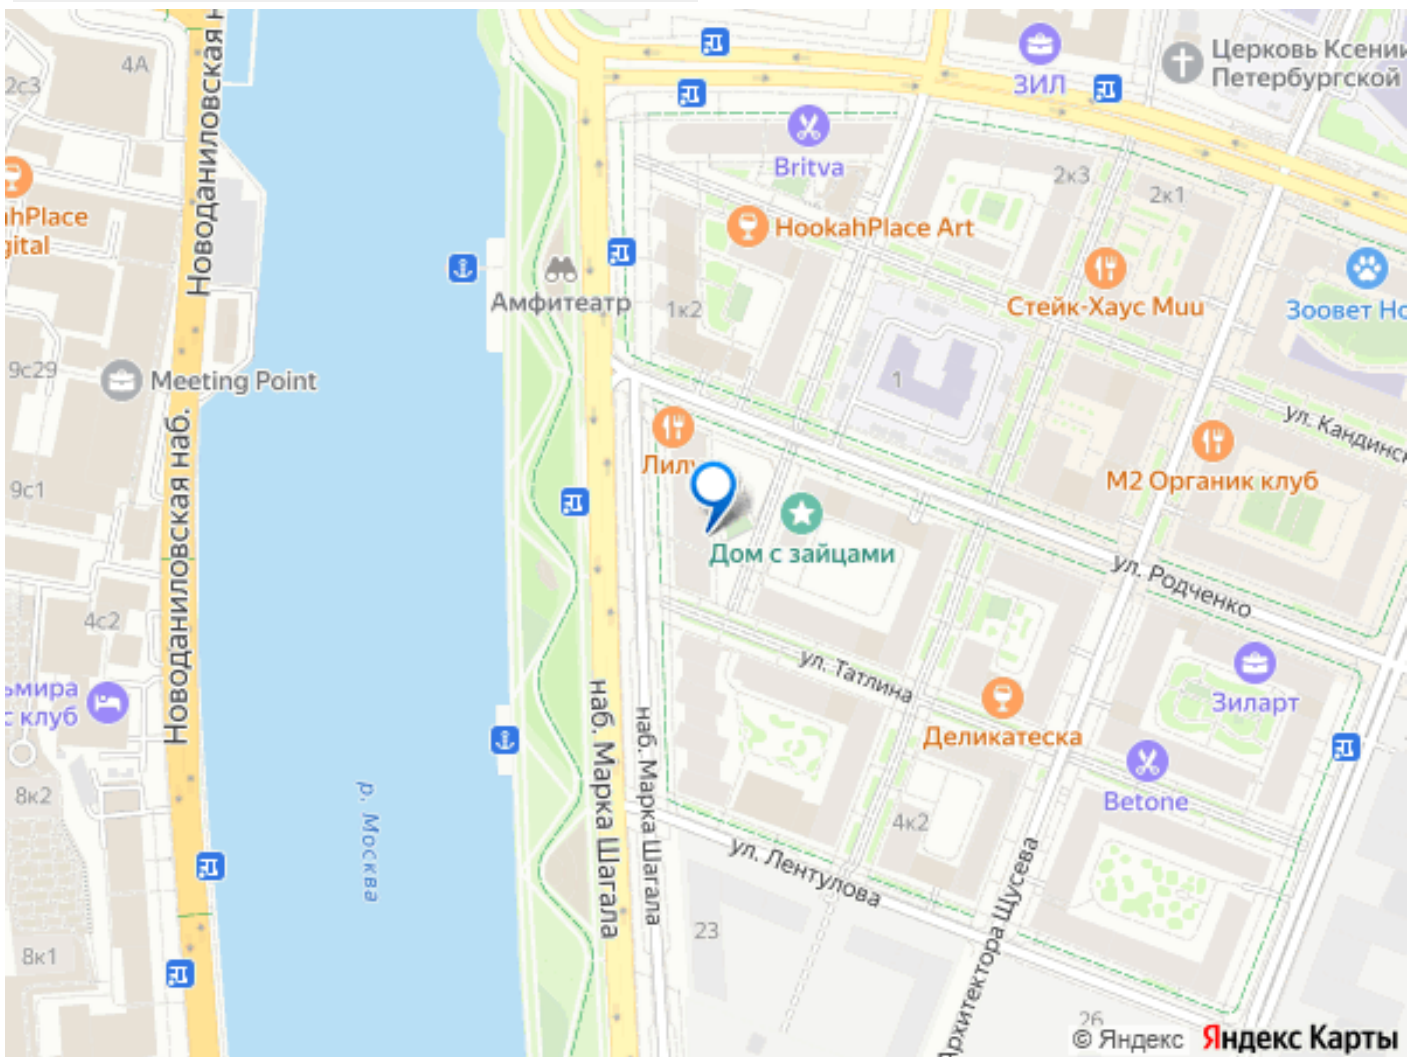 4А
2с3
Новоданиловская н
ЗИЛ
Церковь Ксении
Петербургской
Britva
2к3
2к1
hPlace
gital
HookahPlace Art
Амфитеатр
1к2
Стейк-Хаус Muu
Зоовет Но
9с29
Meeting Point
1
ул. Кандинск
Новоданиловская наб.
9с1
Лилу
М2 Органик клуб
Дом с зайцами
ул. Родченко
4с2
ьмира
с клуб
ул. Татлина
Зиларт
наб. Марка Шагала
наб. Марка Шагала
Деликатеска
8к2
р. Москва
Betone
4к2
ул. Лентулова
Архитектора Щусева
23
8к1
26
© Яндекс Яндекс Карты